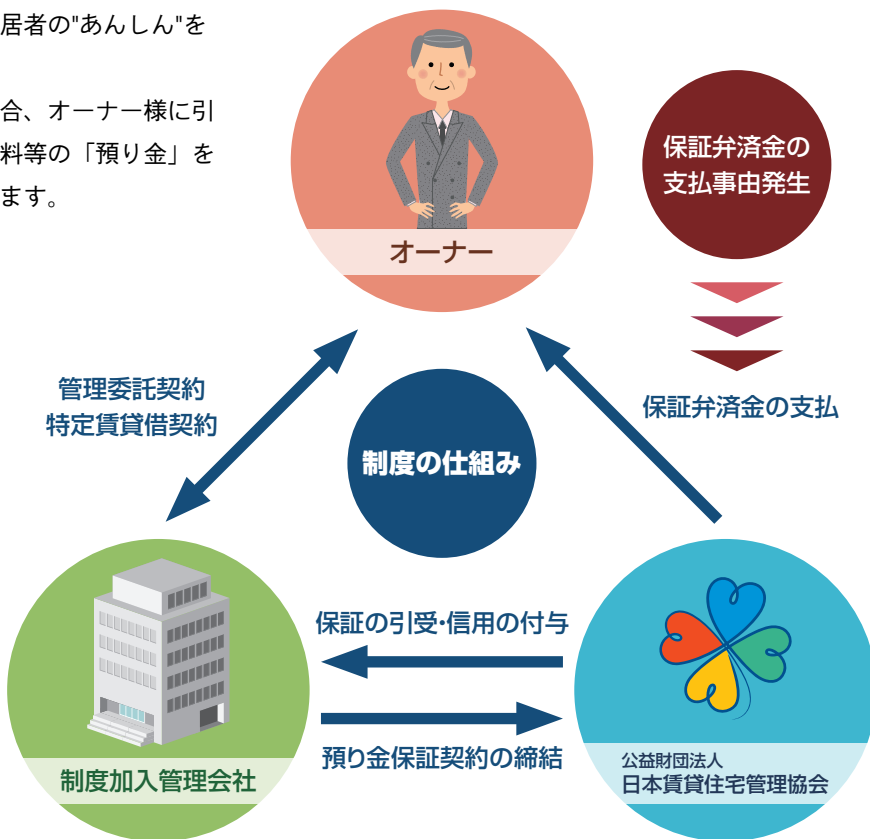 居者の"あんしん"を
合、オーナー様に引
料等の「預り金」を
ます。
オーナー
保証弁済金の
支払事由発生
管理委託契約
特定賃貸借契約
制度の仕組み
保証弁済金の支払
保証の引受・信用の付与
預り金保証契約の締結
制度加入管理会社
公益財団法人
日本賃貸住宅管理協会